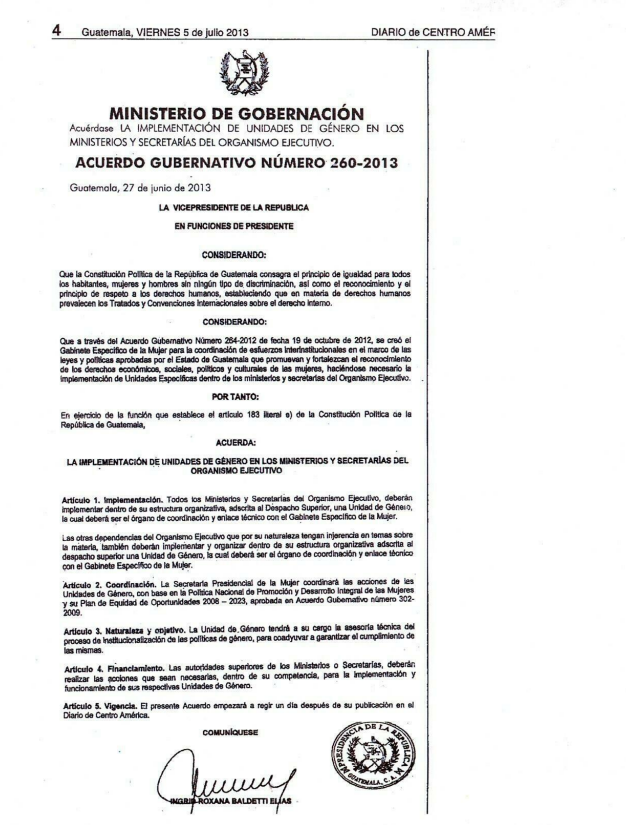 4 Guatemala, VIERNES 5 de julio 2013 DIARIO de CENTRO AMÉR
MINISTERIO DE GOBERNACIÓN
Acuérdase LA IMPLEMENTACIÓN DE UNIDADES DE GÉNERO EN LOS
MINISTERIOS Y SECRETARÍAS DEL ORGANISMO EJECUTIVO.
ACUERDO GUBERNATIVO NÚMERO 260-2013
Guatemala, 27 de junio de 2013
LA VICEPRESIDENTE DE LA REPUBLICA
EN FUNCIONES DE PRESIDENTE
CONSIDERANDO:
Que la Constitución Política de la República de Guatemala consagra el principio de igualdad para todos
los habitantes, mujeres y hombres sin ningún tipo de discriminación, así como el reconocimiento y el
principio de respeto a los derechos humanos, estableciendo que en materia de derechos humanos
prevalecen los Tratados y Convenciones Internacionales sobre el derecho interno.
CONSIDERANDO:
Que a través del Acuerdo Gubernativo Número 264-2012 de fecha 19 de octubre de 2012, se creó el
Gabinete Específico de la Mujer para la coordinación de esfuerzos interinstitucionales en el marco de las
leyes y políticas aprobadas por el Estado de Guatemala que promuevan y fortalezcan el reconocimiento
de los derechos económicos, sociales, políticos y culturales de las mujeres, haciéndose necesario la
implementación de Unidades Específicas dentro de los ministerios y secretarías del Organismo Ejecutivo.
POR TANTO:
En ejercicio de la función que establece el artículo 183 literal e) de la Constitución Política de la
República de Guatemala,
ACUERDA:
LA IMPLEMENTACIÓN DE UNIDADES DE GÉNERO EN LOS MINISTERIOS Y SECRETARÍAS DEL
ORGANISMO EJECUTIVO
Artículo 1. Implementación. Todos los Ministerios y Secretarías del Organismo Ejecutivo, deberán
implementar dentro de su estructura organizativa, adscrita al Despacho Superior, una Unidad de Género,
la cual deberá ser el órgano de coordinación y enlace técnico con el Gabinete Específico de la Mujer.
Las otras dependencias del Organismo Ejecutivo que por su naturaleza tengan injerencia en temas sobre
la materia, también deberán implementar y organizar dentro de su estructura organizativa adscrita al
despacho superior una Unidad de Género, la cual deberá ser el órgano de coordinación y enlace técnico
con el Gabinete Específico de la Mujer.
Artículo 2. Coordinación. La Secretaría Presidencial de la Mujer coordinará las acciones de las
Unidades de Género, con base en la Política Nacional de Promoción y Desarrollo Integral de las Mujeres
y su Plan de Equidad de Oportunidades 2008 – 2023, aprobada en Acuerdo Gubernativo número 302-
2009.
Artículo 3. Naturaleza y objetivo. La Unidad de Género tendrá a su cargo la asesoría técnica del
proceso de institucionalización de las políticas de género, para coadyuvar a garantizar el cumplimiento de
las mismas.
Artículo 4. Financiamiento. Las autoridades superiores de los Ministerios o Secretarías, deberán
realizar las acciones que sean necesarias, dentro de su competencia, para la implementación y
funcionamiento de sus respectivas Unidades de Género.
Artículo 5. Vigencia. El presente Acuerdo empezará a regir un día después de su publicación en el
Diario de Centro América.
COMUNÍQUESE
PRESIDENCIA DE LA REPUBLICA
GUATEMALA, C. A.
INGRID ROXANA BALDETTI ELIAS